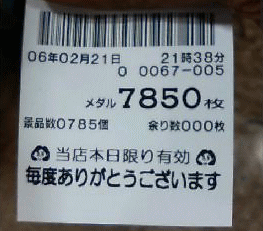 06年02月21日 21時38分
0 0067-005
メダル 7850枚
景品数0785個 余り数000枚
当店本日限り有効
毎度ありがとうございます